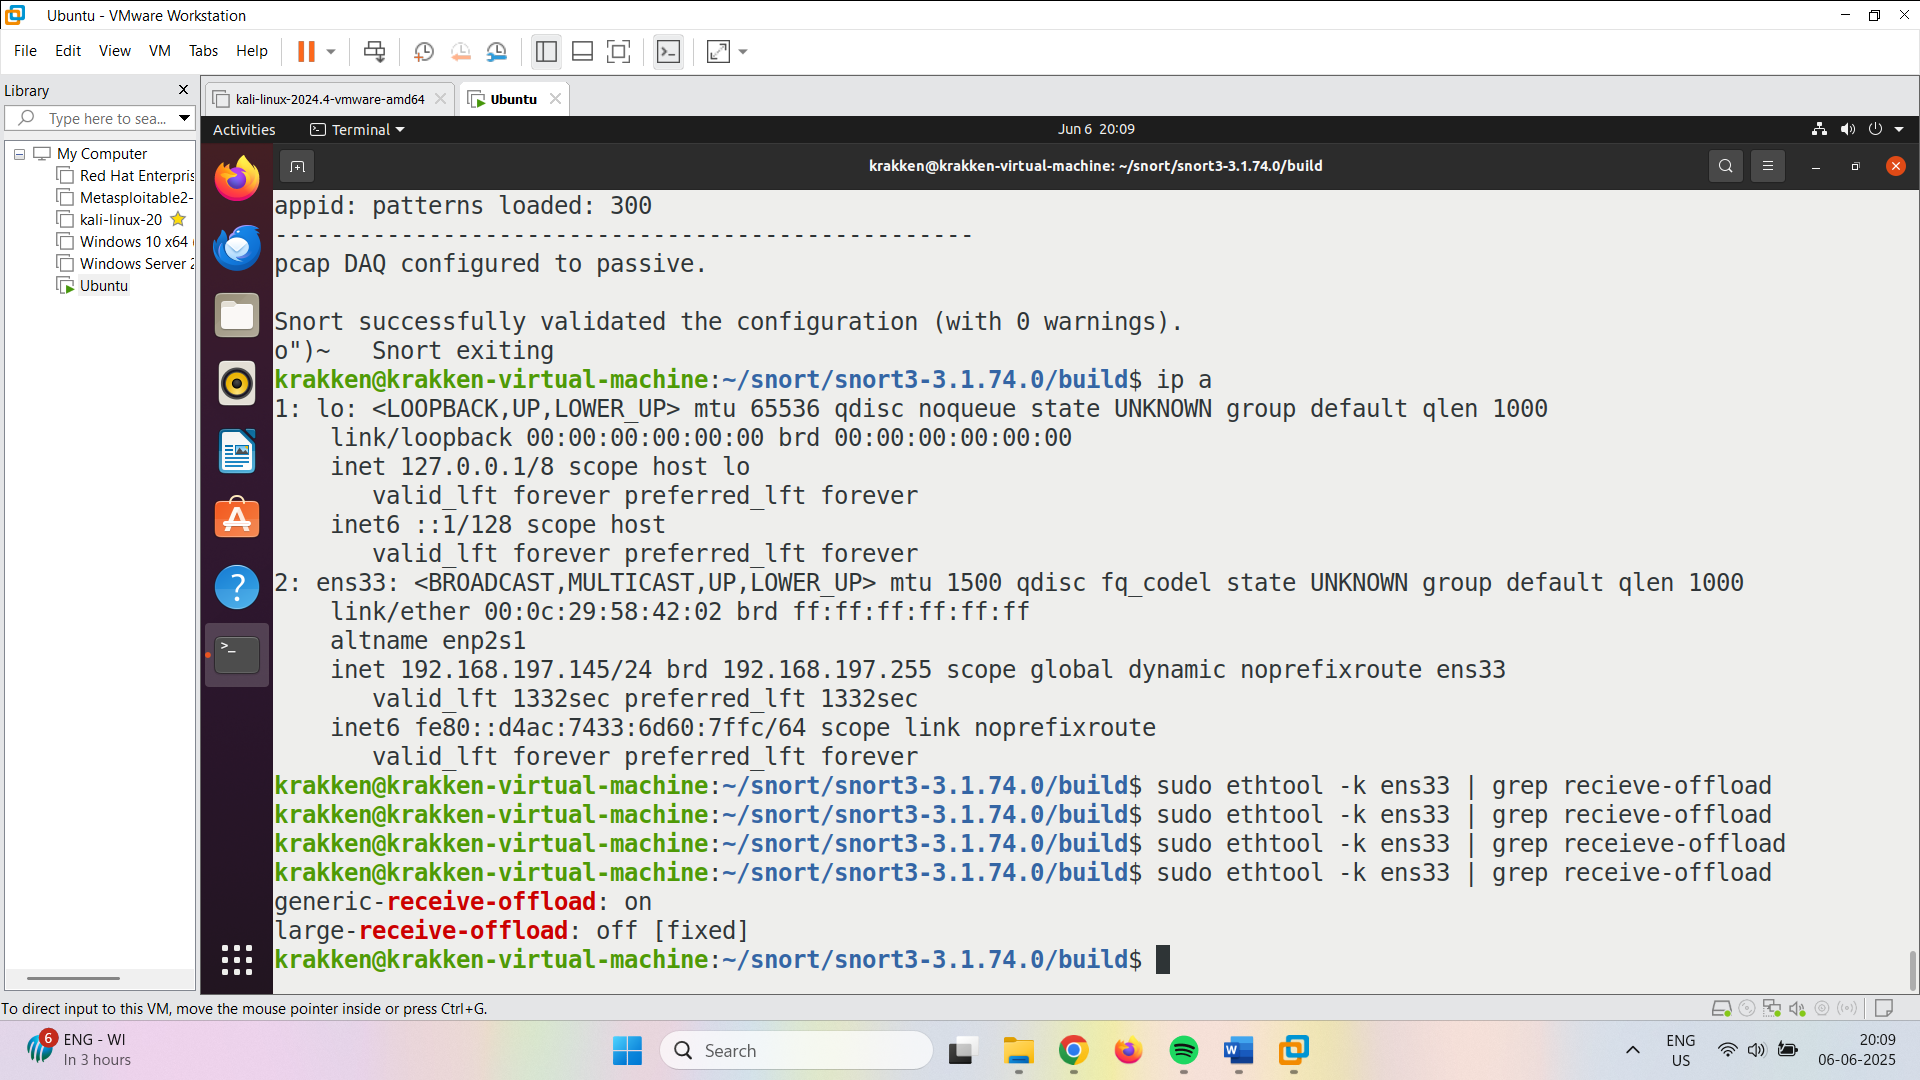 Ubuntu - VMware Workstation
File Edit View VM Tabs Help
Library
Type here to sea...
My Computer
Red Hat Enterpris
Metasploitable2-
kali-linux-20
Windows 10 x64
Windows Server 2
Ubuntu
kali-linux-2024.4-vmware-amd64
Ubuntu
Activities Terminal Jun 6 20:09
krakken@krakken-virtual-machine: ~/snort/snort3-3.1.74.0/build
appid: patterns loaded: 300
--------------------------------------------------
pcap DAQ configured to passive.
Snort successfully validated the configuration (with 0 warnings).
o")~   Snort exiting
krakken@krakken-virtual-machine:~/snort/snort3-3.1.74.0/build$ ip a
1: lo: <LOOPBACK,UP,LOWER_UP> mtu 65536 qdisc noqueue state UNKNOWN group default qlen 1000
    link/loopback 00:00:00:00:00:00 brd 00:00:00:00:00:00
    inet 127.0.0.1/8 scope host lo
       valid_lft forever preferred_lft forever
    inet6 ::1/128 scope host
       valid_lft forever preferred_lft forever
2: ens33: <BROADCAST,MULTICAST,UP,LOWER_UP> mtu 1500 qdisc fq_codel state UNKNOWN group default qlen 1000
    link/ether 00:0c:29:58:42:02 brd ff:ff:ff:ff:ff:ff
    altname enp2s1
    inet 192.168.197.145/24 brd 192.168.197.255 scope global dynamic noprefixroute ens33
       valid_lft 1332sec preferred_lft 1332sec
    inet6 fe80::d4ac:7433:6d60:7ffc/64 scope link noprefixroute
       valid_lft forever preferred_lft forever
krakken@krakken-virtual-machine:~/snort/snort3-3.1.74.0/build$ sudo ethtool -k ens33 | grep recieve-offload
krakken@krakken-virtual-machine:~/snort/snort3-3.1.74.0/build$ sudo ethtool -k ens33 | grep recieve-offload
krakken@krakken-virtual-machine:~/snort/snort3-3.1.74.0/build$ sudo ethtool -k ens33 | grep receieve-offload
krakken@krakken-virtual-machine:~/snort/snort3-3.1.74.0/build$ sudo ethtool -k ens33 | grep receive-offload
generic-receive-offload: on
large-receive-offload: off [fixed]
krakken@krakken-virtual-machine:~/snort/snort3-3.1.74.0/build$
To direct input to this VM, move the mouse pointer inside or press Ctrl+G.
6
ENG - WI
In 3 hours
Search
W
ENG
US
20:09
06-06-2025